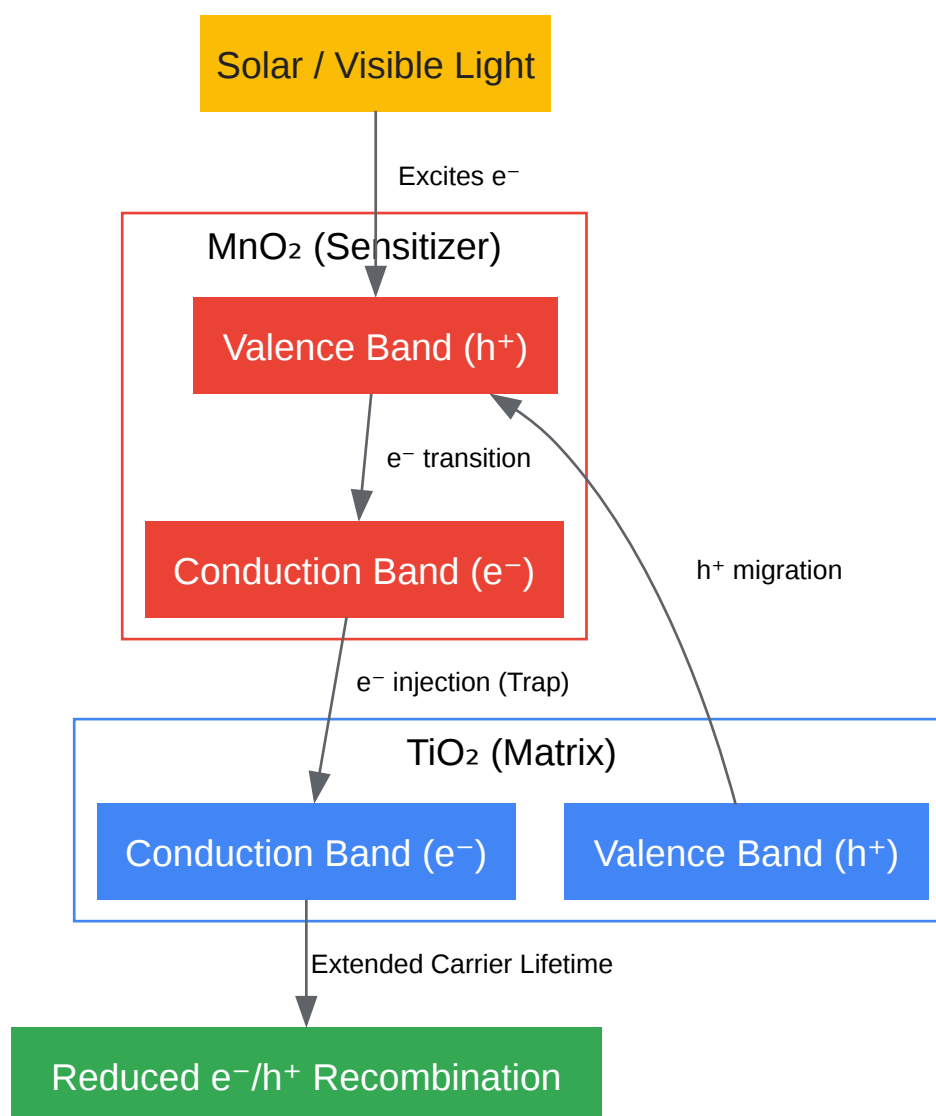 Solar / Visible Light
Excites e⁻
MnO₂ (Sensitizer)
Valence Band (h⁺)
e⁻ transition
Conduction Band (e⁻)
h⁺ migration
e⁻ injection (Trap)
TiO₂ (Matrix)
Conduction Band (e⁻)
Valence Band (h⁺)
Extended Carrier Lifetime
Reduced e⁻/h⁺ Recombination